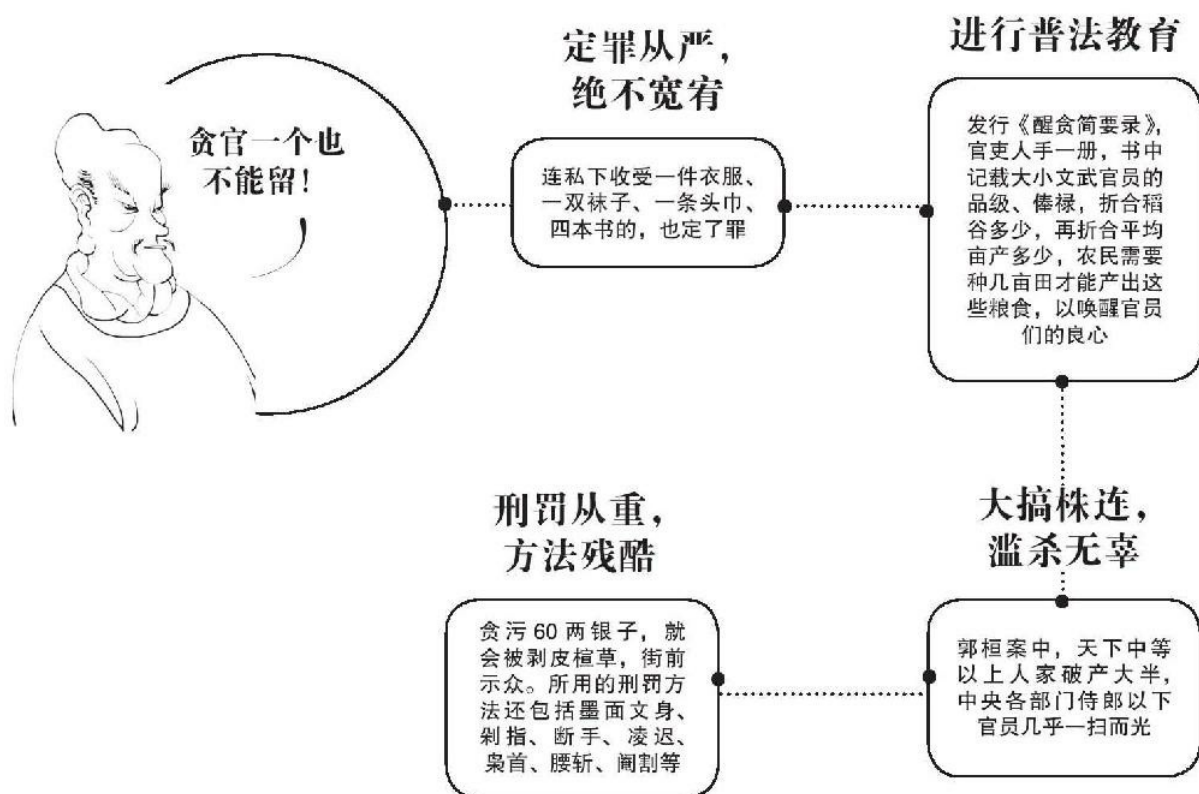 贪官一个也
不能留！
定罪从严，
绝不宽宥
连私下收受一件衣服、
一双袜子、一条头巾、
四本书的，也定了罪
进行普法教育
发行《醒贪简要录》，
官吏人手一册，书中
记载大小文武官员的
品级、俸禄，折合稻
谷多少，再折合平均
亩产多少，农民需要
种几亩田才能产出这
些粮食，以唤醒官员
们的良心
大搞株连，
滥杀无辜
郭桓案中，天下中等
以上人家破产大半，
中央各部门侍郎以下
官员几乎一扫而光
刑罚从重，
方法残酷
贪污60两银子，就
会被剥皮楦草，街前
示众。所用的刑罚方
法还包括墨面文身、
剁指、断手、凌迟、
枭首、腰斩、阉割等